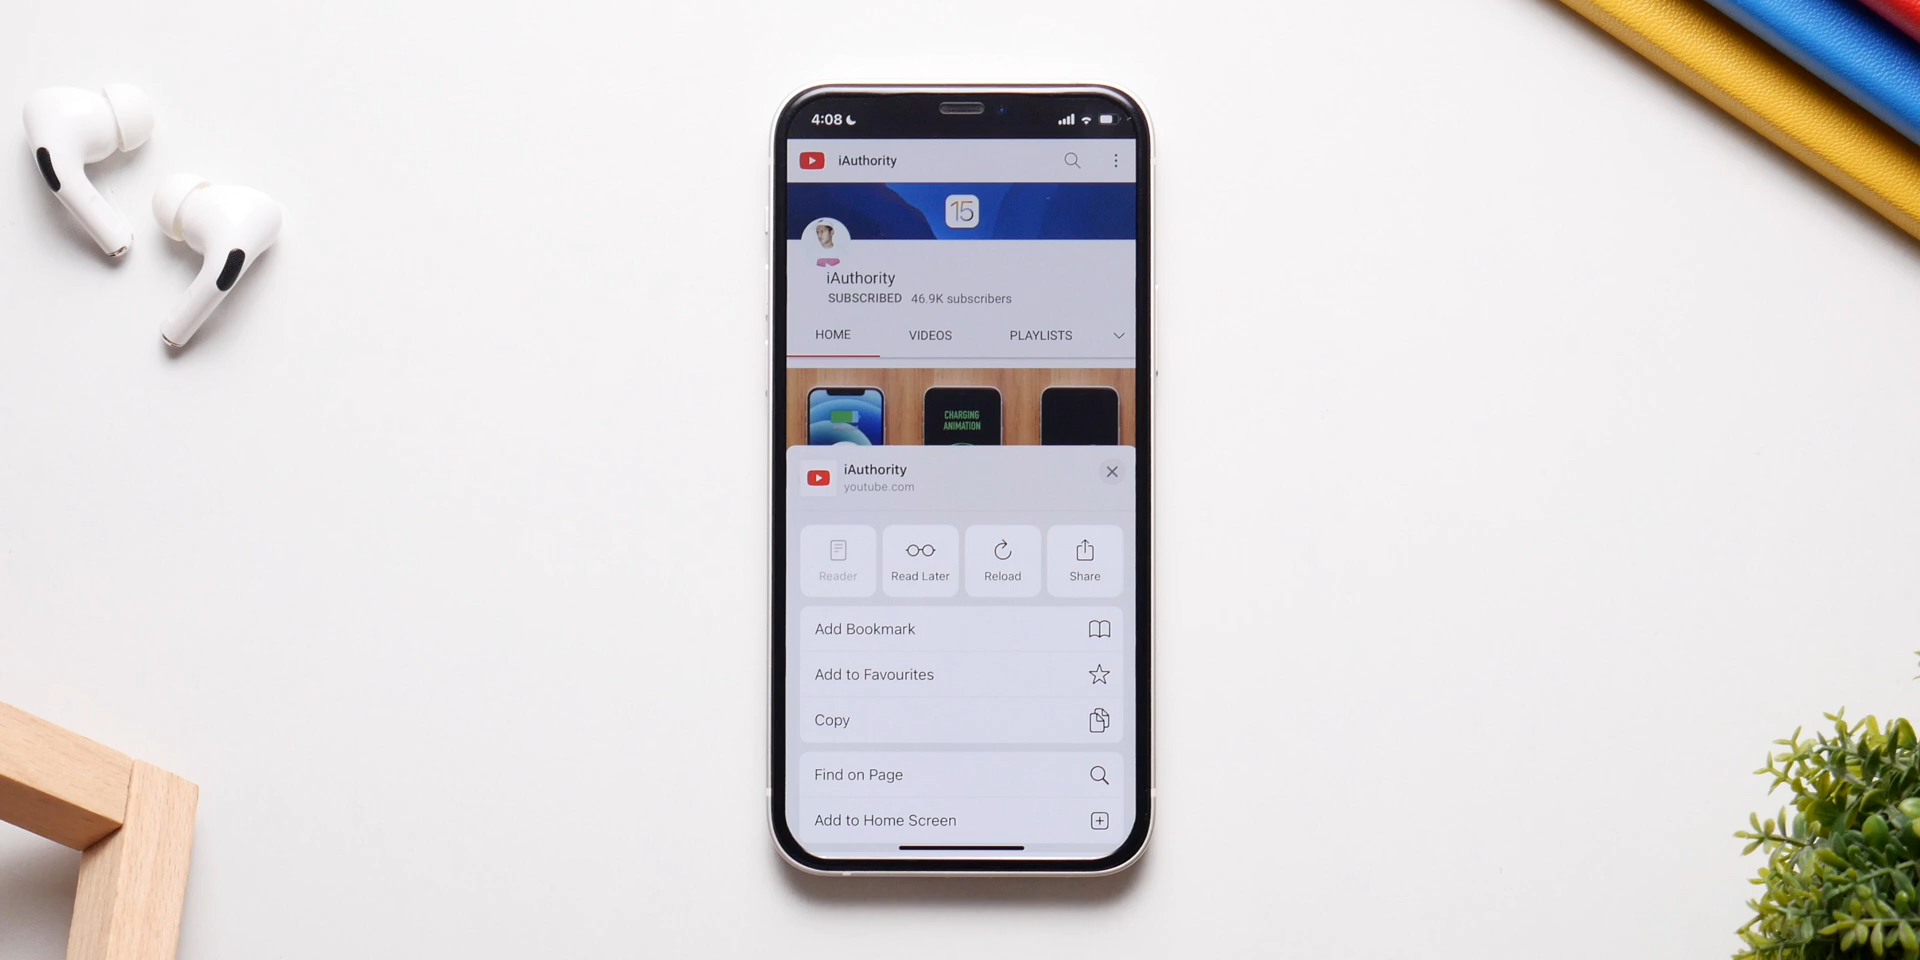 4:08
iAuthority
15
iAuthority
SUBSCRIBED 46.9K subscribers
HOME VIDEOS PLAYLISTS
CHARGING
ANIMATION
iAuthority
youtube.com
Reader Read Later Reload Share
Add Bookmark
Add to Favourites
Copy
Find on Page
Add to Home Screen